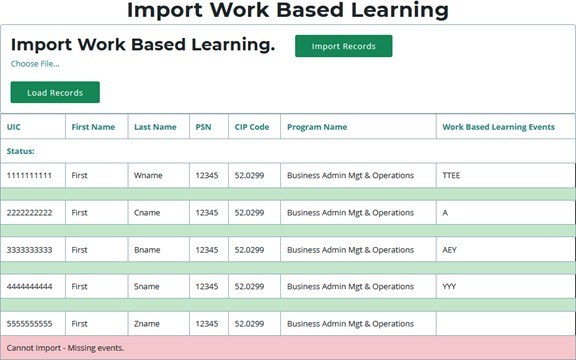 Import Work Based Learning
Import Work Based Learning. Import Records
Choose File...
Load Records
UIC First Name Last Name PSN CIP Code Program Name Work Based Learning Events
Status:
1111111111 First Wname 12345 52.0299 Business Admin Mgt & Operations TTEE
2222222222 First Cname 12345 52.0299 Business Admin Mgt & Operations A
3333333333 First Bname 12345 52.0299 Business Admin Mgt & Operations AEY
4444444444 First Sname 12345 52.0299 Business Admin Mgt & Operations YYY
5555555555 First Zname 12345 52.0299 Business Admin Mgt & Operations
Cannot Import - Missing events.